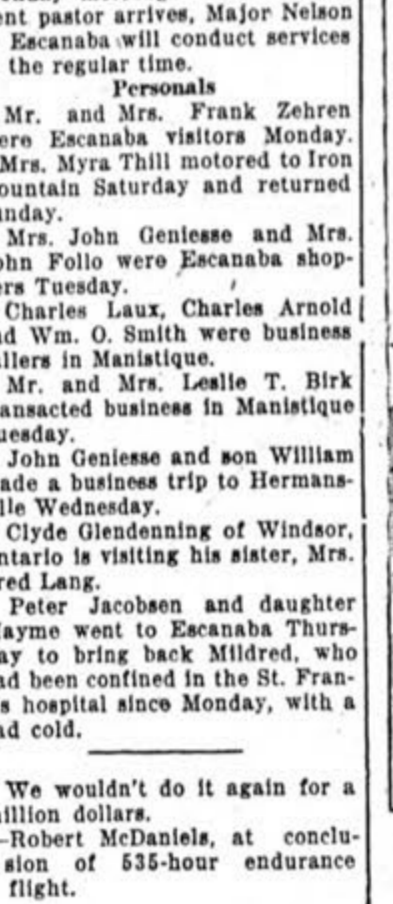 ent pastor arrives, Major Nelson
Escanaba will conduct services
the regular time.
Personals
Mr. and Mrs. Frank Zehren
ere Escanaba visitors Monday.
Mrs. Myra Thill motored to Iron
ountain Saturday and returned
unday.
Mrs. John Geniesse and Mrs.
ohn Follo were Escanaba shop-
ers Tuesday.
Charles Laux, Charles Arnold
nd Wm. O. Smith were business
allers in Manistique.
Mr. and Mrs. Leslie T. Birk
ansacted business in Manistique
uesday.
John Geniesse and son William
ade a business trip to Hermans-
lle Wednesday.
Clyde Glendenning of Windsor,
ntario is visiting his sister, Mrs.
red Lang.
Peter Jacobsen and daughter
ayme went to Escanaba Thurs-
ay to bring back Mildred, who
ad been confined in the St. Fran-
s hospital since Monday, with a
ad cold.
We wouldn't do it again for a
illion dollars.
—Robert McDaniels, at conclu-
sion of 535-hour endurance
flight.